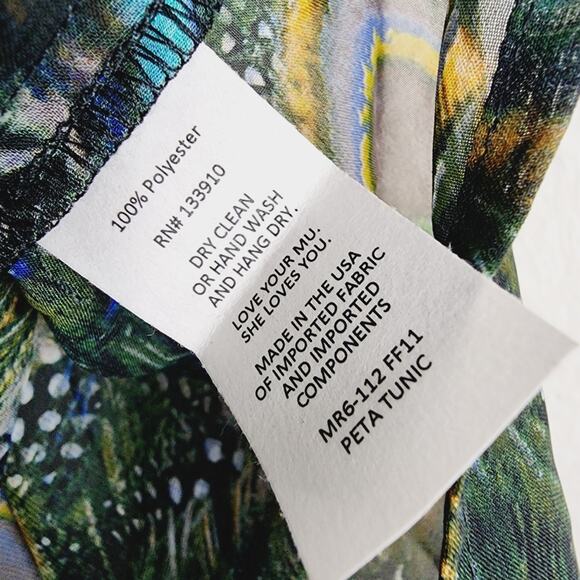 100% Polyester
RN# 133910
DRY CLEAN
OR HAND WASH
AND HANG DRY.
LOVE YOUR MU.
SHE LOVES YOU.
MADE IN THE USA
OF IMPORTED FABRIC
AND IMPORTED
COMPONENTS
MR6-112 FF11
PETA TUNIC